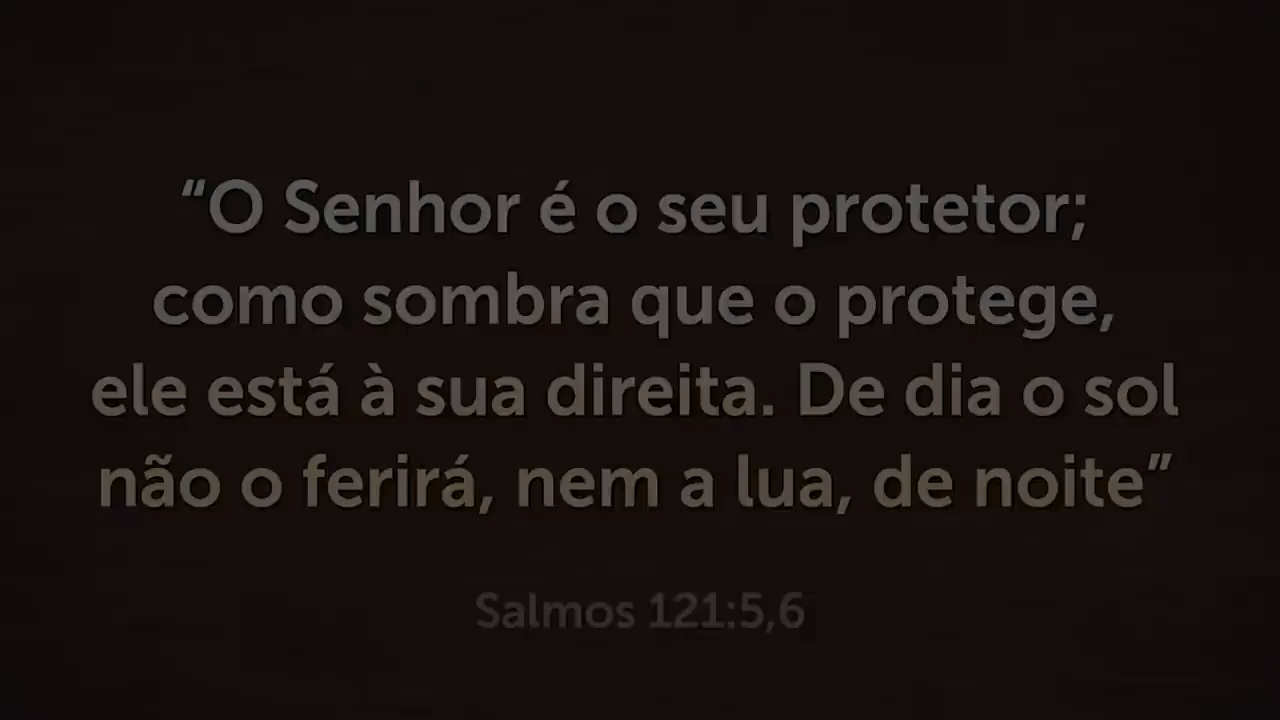 “O Senhor é o seu protetor;
como sombra que o protege,
ele está à sua direita. De dia o sol
não o ferirá, nem a lua, de noite”
Salmos 121:5,6